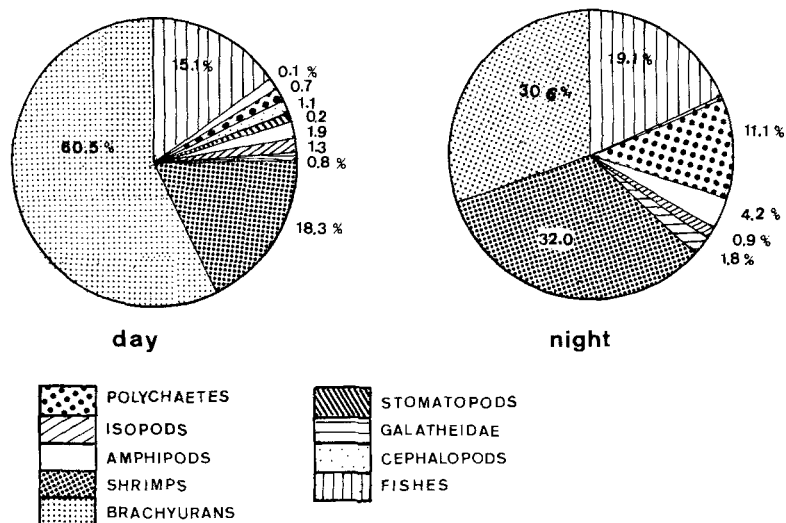 15.1 %
0.1 %
0.7
1.1
0.2
1.9
1.3
0.8 %
18.3 %
60.5 %
day
19.1 %
11.1 %
4.2 %
0.9 %
1.8 %
32.0
30.6 %
night
POLYCHAETES
ISOPODS
AMPHIPODS
SHRIMPS
BRACHYURANS
STOMATOPODS
GALATHEIDAE
CEPHALOPODS
FISHES